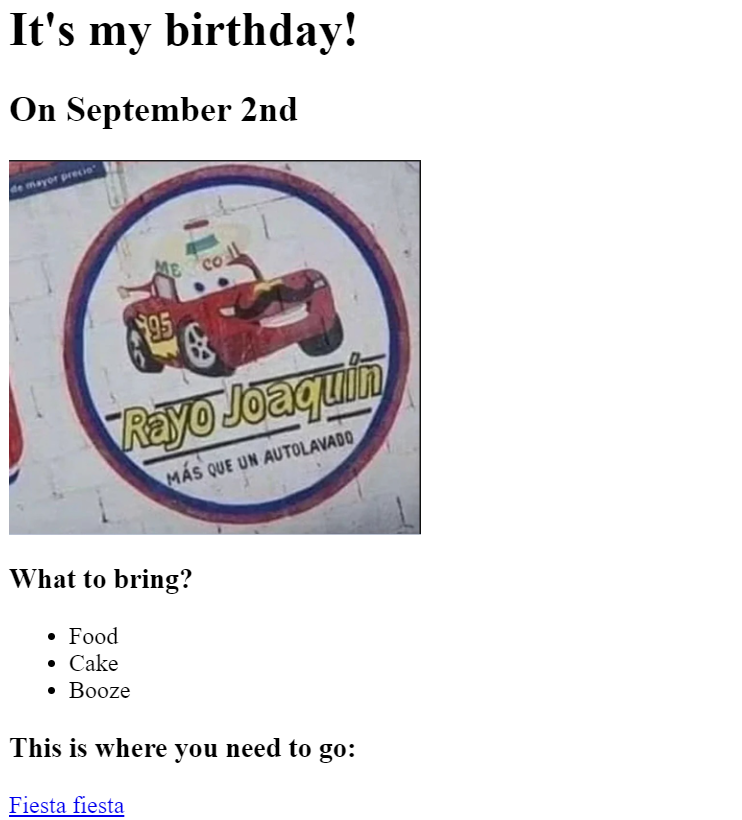 It's my birthday!
On September 2nd
de mayor precio"
ME CO
95
Rayo Joaquín
MÁS QUE UN AUTOLAVADO
What to bring?
Food
Cake
Booze
This is where you need to go:
Fiesta fiesta